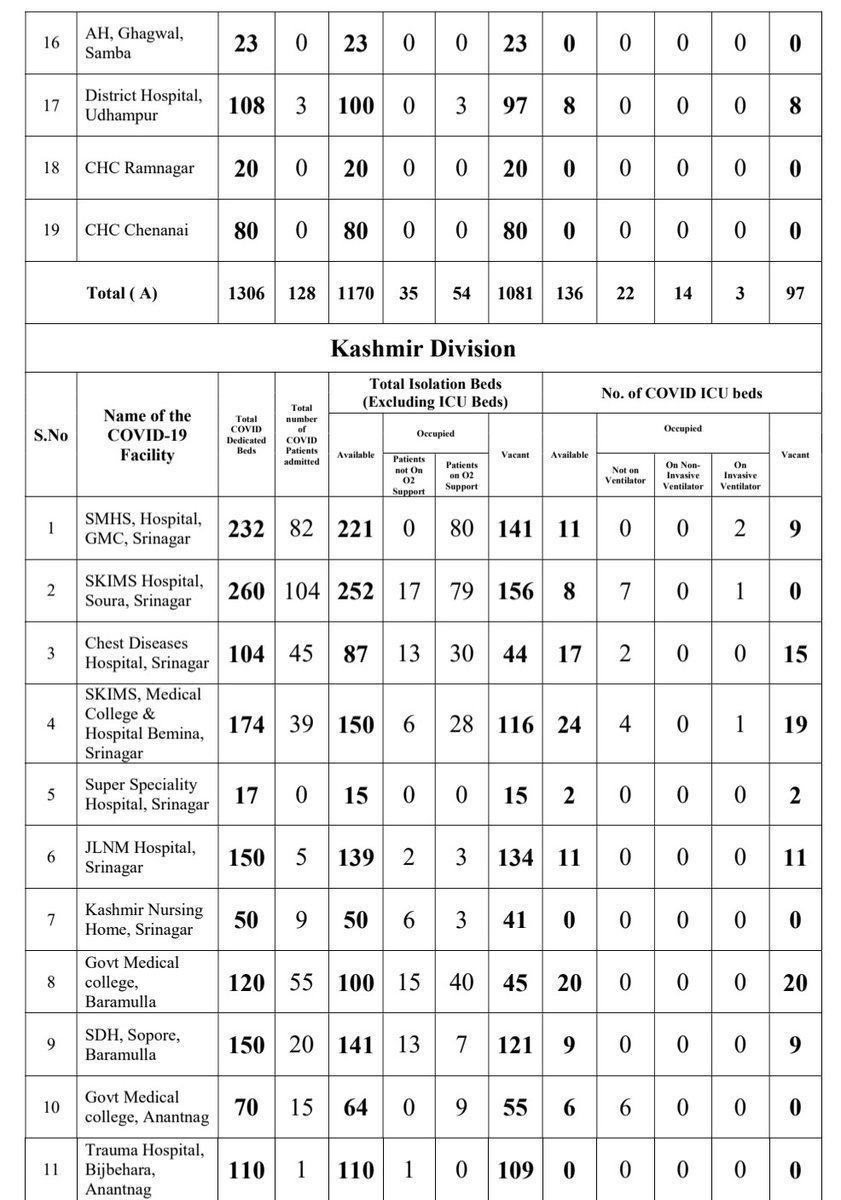 16 AH, Ghagwal, Samba 23 0 23 0 0 23 0 0 0 0 0
17 District Hospital, Udhampur 108 3 100 0 3 97 8 0 0 0 8
18 CHC Ramnagar 20 0 20 0 0 20 0 0 0 0 0
19 CHC Chenanai 80 0 80 0 0 80 0 0 0 0 0
Total ( A) 1306 128 1170 35 54 1081 136 22 14 3 97
Kashmir Division
S.No
Name of the COVID-19 Facility
Total COVID Dedicated Beds
Total number of COVID Patients admitted
Total Isolation Beds (Excluding ICU Beds)
Available
Occupied
Patients not On O2 Support
Patients on O2 Support
Vacant
No. of COVID ICU beds
Available
Occupied
Not on Ventilator
On Non-Invasive Ventilator
On Invasive Ventilator
Vacant
1 SMHS, Hospital, GMC, Srinagar 232 82 221 0 80 141 11 0 0 2 9
2 SKIMS Hospital, Soura, Srinagar 260 104 252 17 79 156 8 7 0 1 0
3 Chest Diseases Hospital, Srinagar 104 45 87 13 30 44 17 2 0 0 15
4 SKIMS, Medical College & Hospital Bemina, Srinagar 174 39 150 6 28 116 24 4 0 1 19
5 Super Speciality Hospital, Srinagar 17 0 15 0 0 15 2 0 0 0 2
6 JLNM Hospital, Srinagar 150 5 139 2 3 134 11 0 0 0 11
7 Kashmir Nursing Home, Srinagar 50 9 50 6 3 41 0 0 0 0 0
8 Govt Medical college, Baramulla 120 55 100 15 40 45 20 0 0 0 20
9 SDH, Sopore, Baramulla 150 20 141 13 7 121 9 0 0 0 9
10 Govt Medical college, Anantnag 70 15 64 0 9 55 6 6 0 0 0
11 Trauma Hospital, Bijbehara, Anantnag 110 1 110 1 0 109 0 0 0 0 0